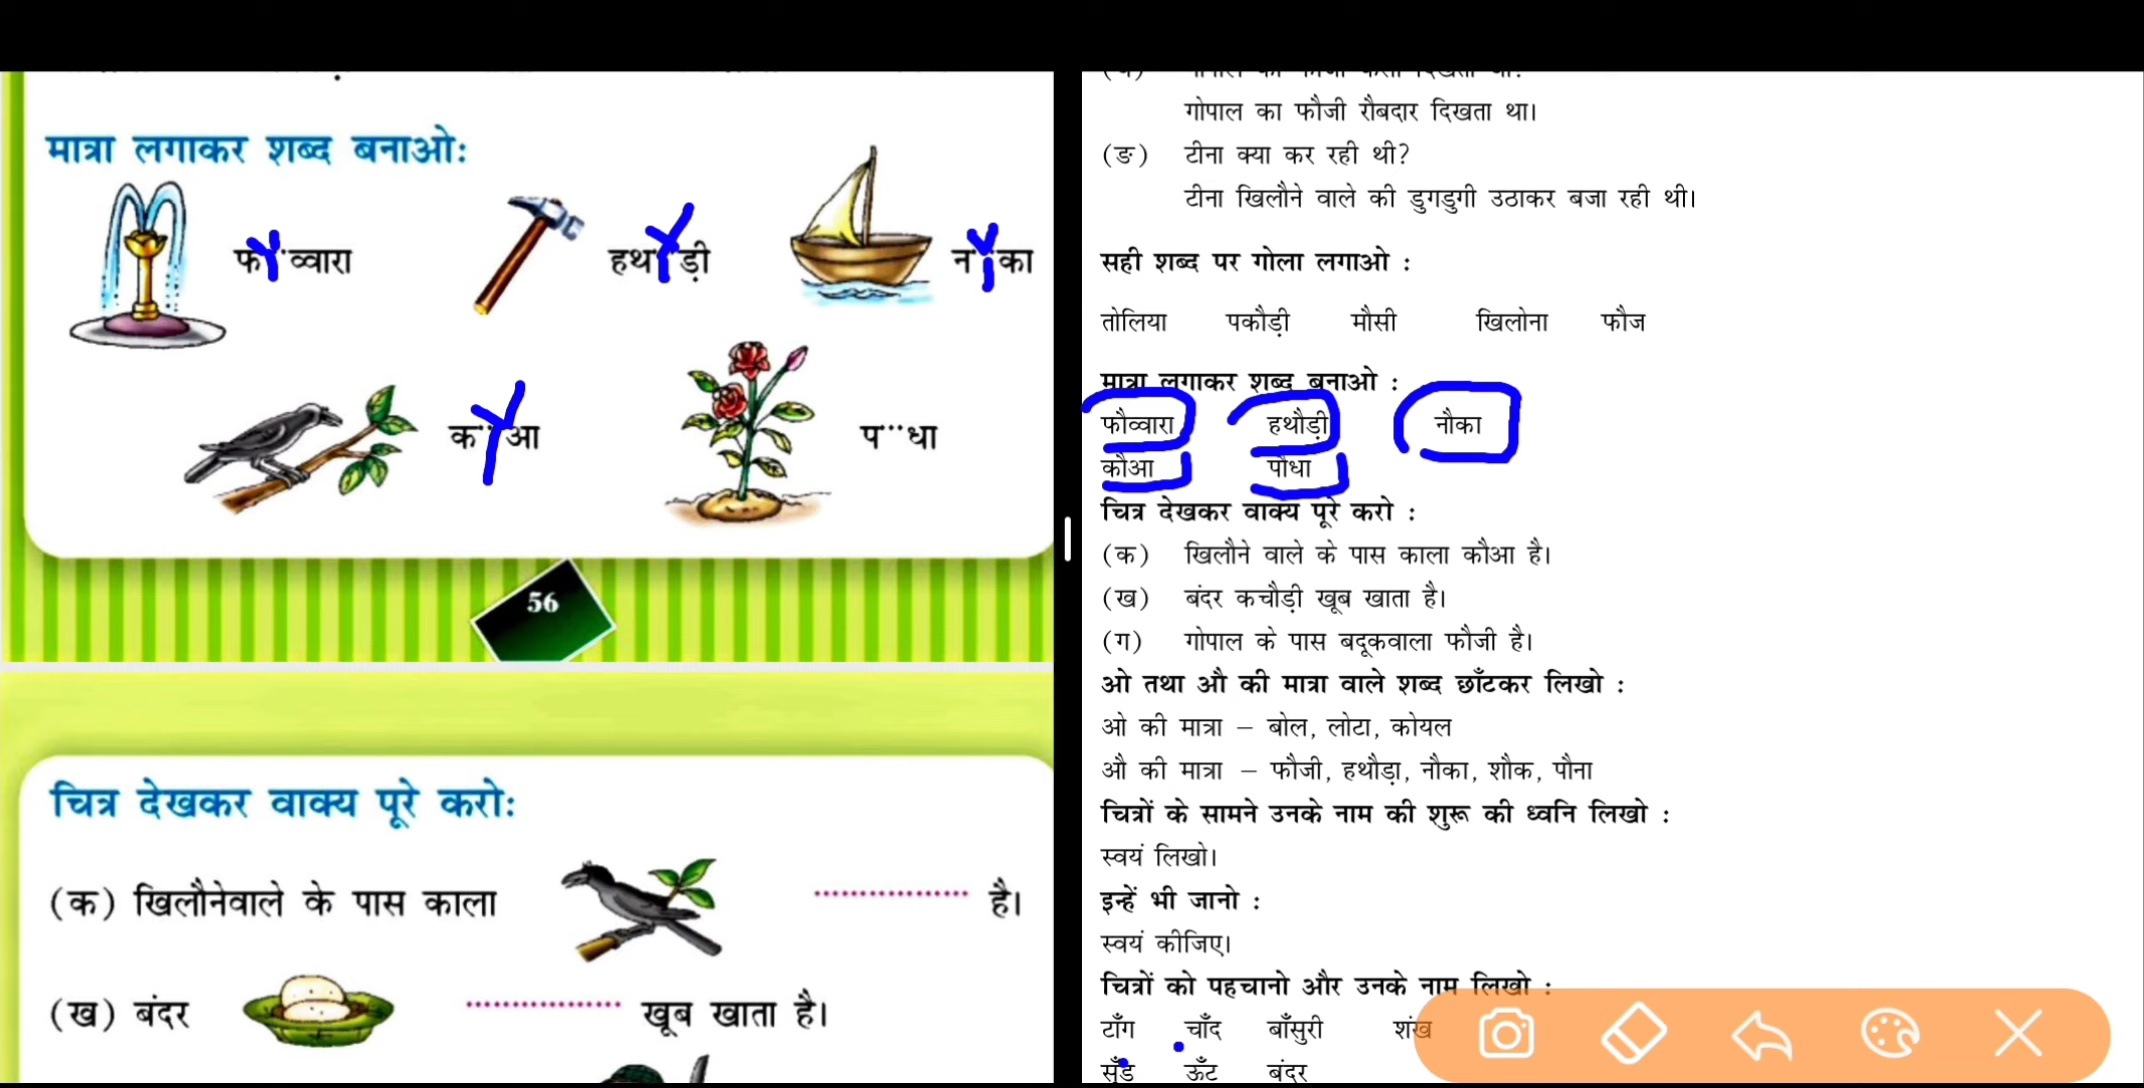 मात्रा लगाकर शब्द बनाओः
फ व्वारा हथ ड़ी न का
क आ प धा
56
चित्र देखकर वाक्य पूरे करोः
(क) खिलौनेवाले के पास काला .................. है।
(ख) बंदर .................. खूब खाता है।
गोपाल का फौजी रौबदार दिखता था।
(ङ) टीना क्या कर रही थी?
टीना खिलौने वाले की डुगडुगी उठाकर बजा रही थी।
सही शब्द पर गोला लगाओ :
तोलिया पकौड़ी मौसी खिलोना फौज
मात्रा लगाकर शब्द बनाओ :
फौव्वारा हथौड़ी नौका
कौआ पौधा
चित्र देखकर वाक्य पूरे करो :
(क) खिलौने वाले के पास काला कौआ है।
(ख) बंदर कचौड़ी खूब खाता है।
(ग) गोपाल के पास बदूकवाला फौजी है।
ओ तथा औ की मात्रा वाले शब्द छाँटकर लिखो :
ओ की मात्रा – बोल, लोटा, कोयल
औ की मात्रा – फौजी, हथौड़ा, नौका, शौक, पौना
चित्रों के सामने उनके नाम की शुरू की ध्वनि लिखो :
स्वयं लिखो।
इन्हें भी जानो :
स्वयं कीजिए।
चित्रों को पहचानो और उनके नाम लिखो :
टाँग चाँद बाँसुरी शंख
सूँड ऊँट बंदर